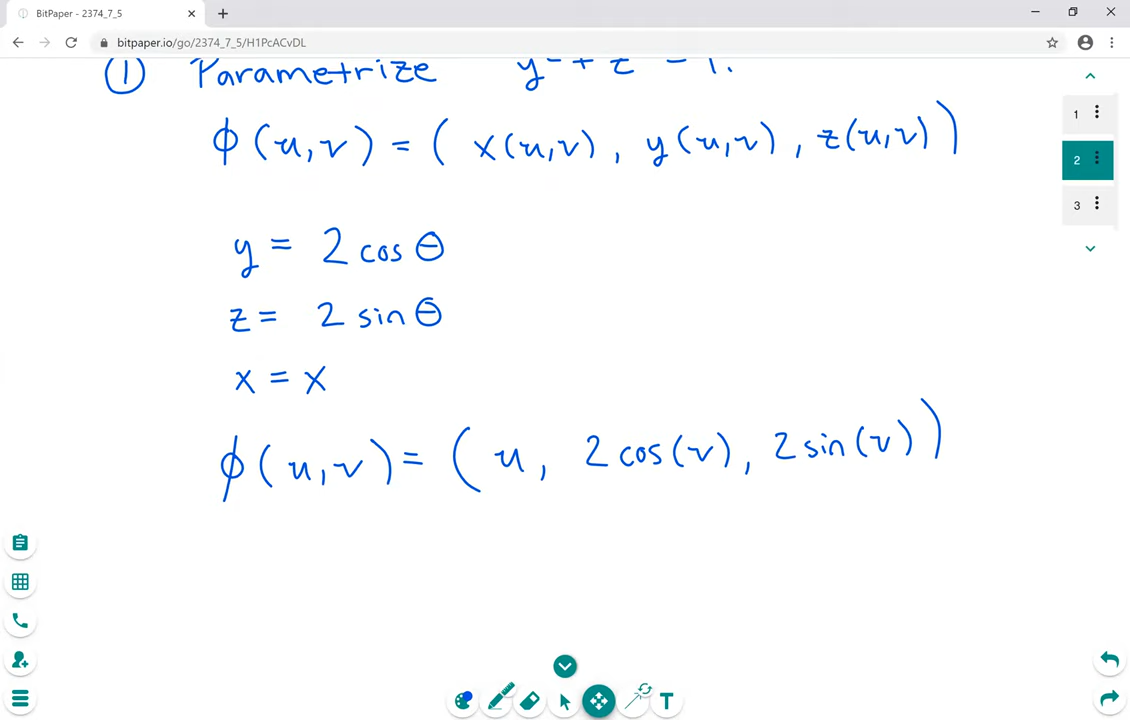 BitPaper - 2374_7_5
bitpaper.io/go/2374_7_5/H1PcACvDL
① Parametrize
ϕ(u,v) = ( x(u,v), y(u,v), z(u,v) )
y = 2 cos θ
z = 2 sin θ
x = x
ϕ(u,v) = ( u, 2 cos(v), 2 sin(v) )
1
2
3
T